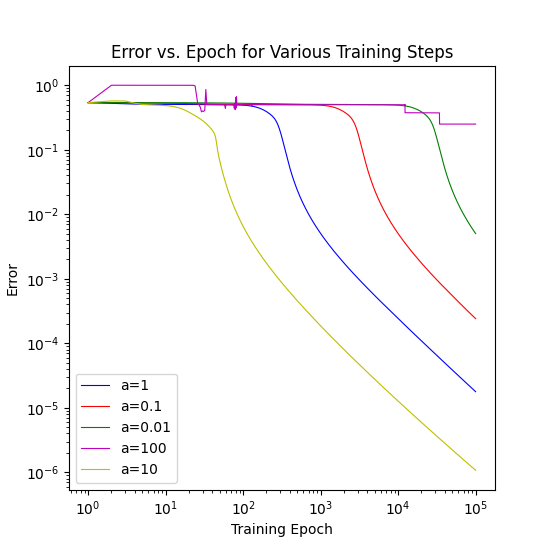 Error vs. Epoch for Various Training Steps
Error
10⁰
10⁻¹
10⁻²
10⁻³
10⁻⁴
10⁻⁵
10⁻⁶
a=1
a=0.1
a=0.01
a=100
a=10
10⁰ 10¹ 10² 10³ 10⁴ 10⁵
Training Epoch